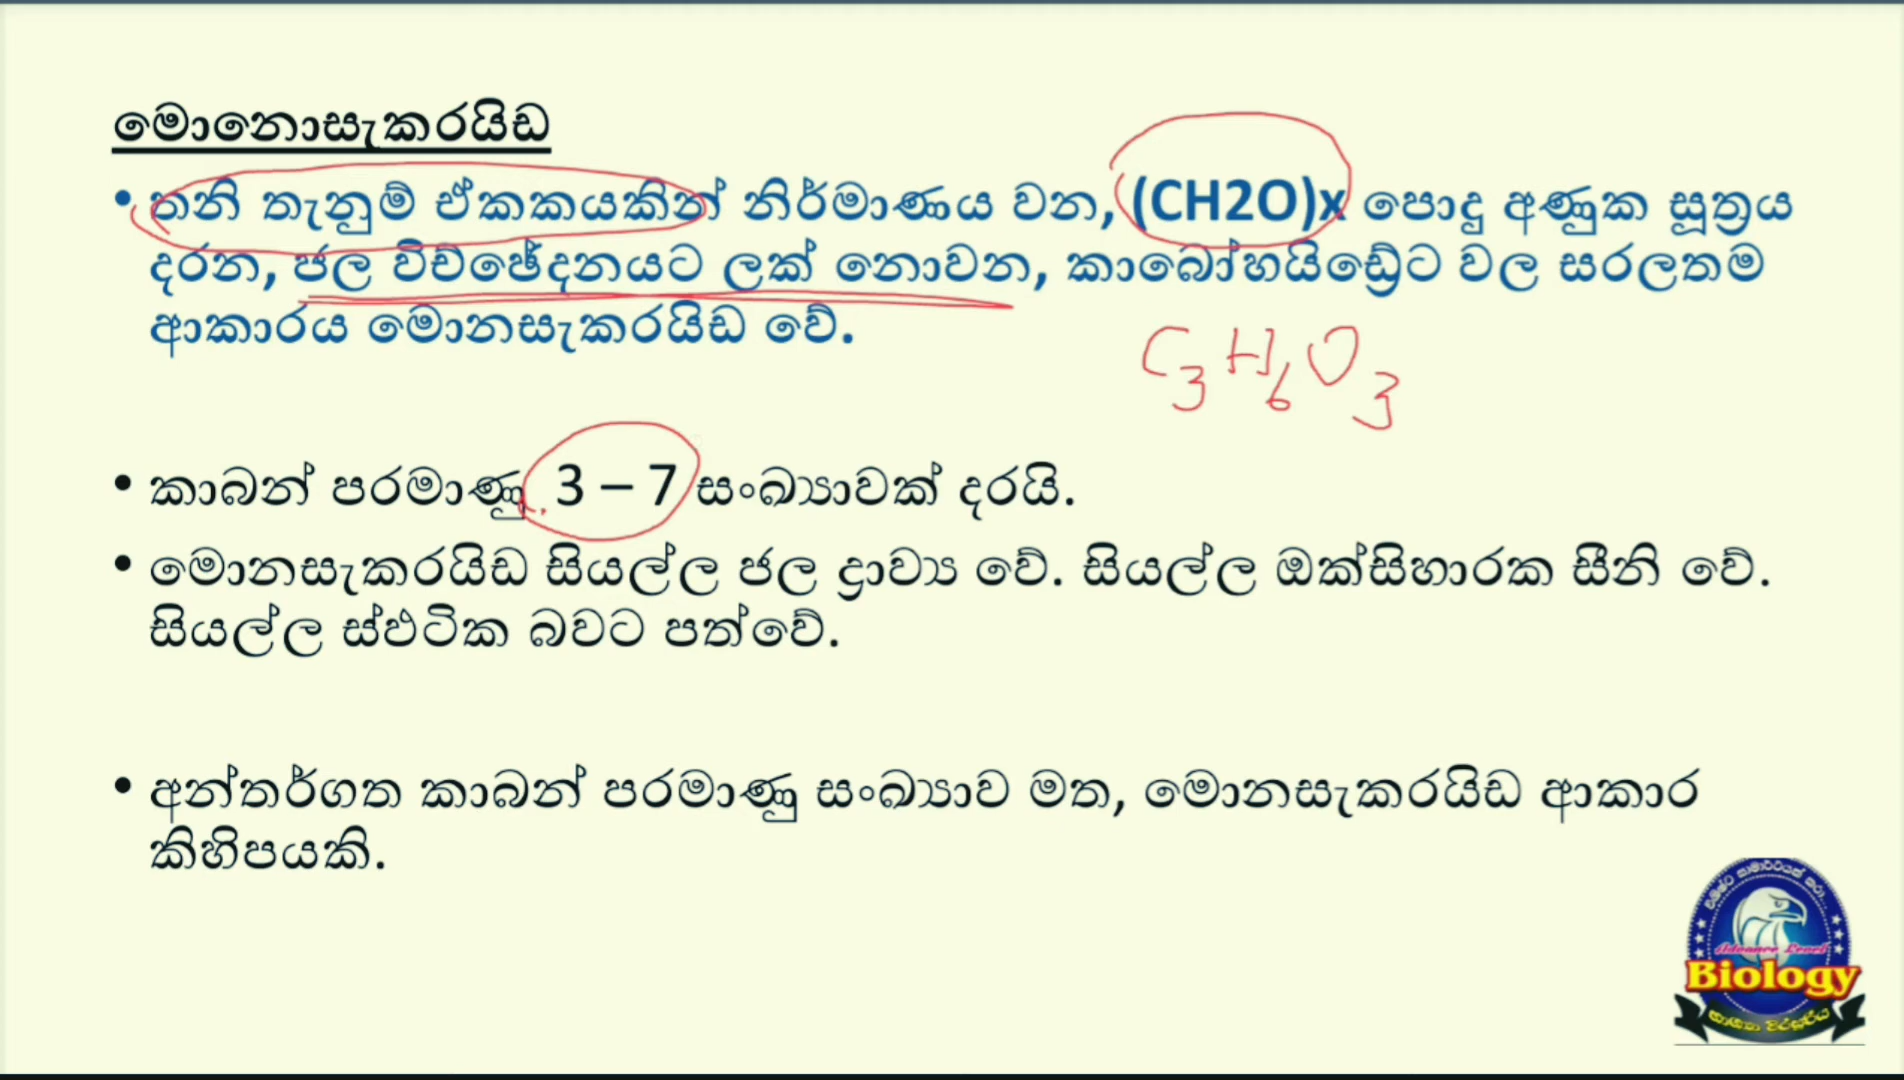 මොනොසැකරයිඩ
• තනි තැනුම් ඒකකයකින් නිර්මාණය වන, (CH2O)x පොදු අණුක සූත්‍රය
දරන, ජල විච්ඡේදනයට ලක් නොවන, කාබෝහයිඩ්‍රේට වල සරලතම
ආකාරය මොනසැකරයිඩ වේ.
C3H6O3
• කාබන් පරමාණු 3 – 7 සංඛ්‍යාවක් දරයි.
• මොනසැකරයිඩ සියල්ල ජල ද්‍රාව්‍ය වේ. සියල්ල ඔක්සිහාරක සීනි වේ.
සියල්ල ස්ඵටික බවට පත්වේ.
• අන්තර්ගත කාබන් පරමාණු සංඛ්‍යාව මත, මොනසැකරයිඩ ආකාර
කිහිපයකි.
Advance Level
Biology